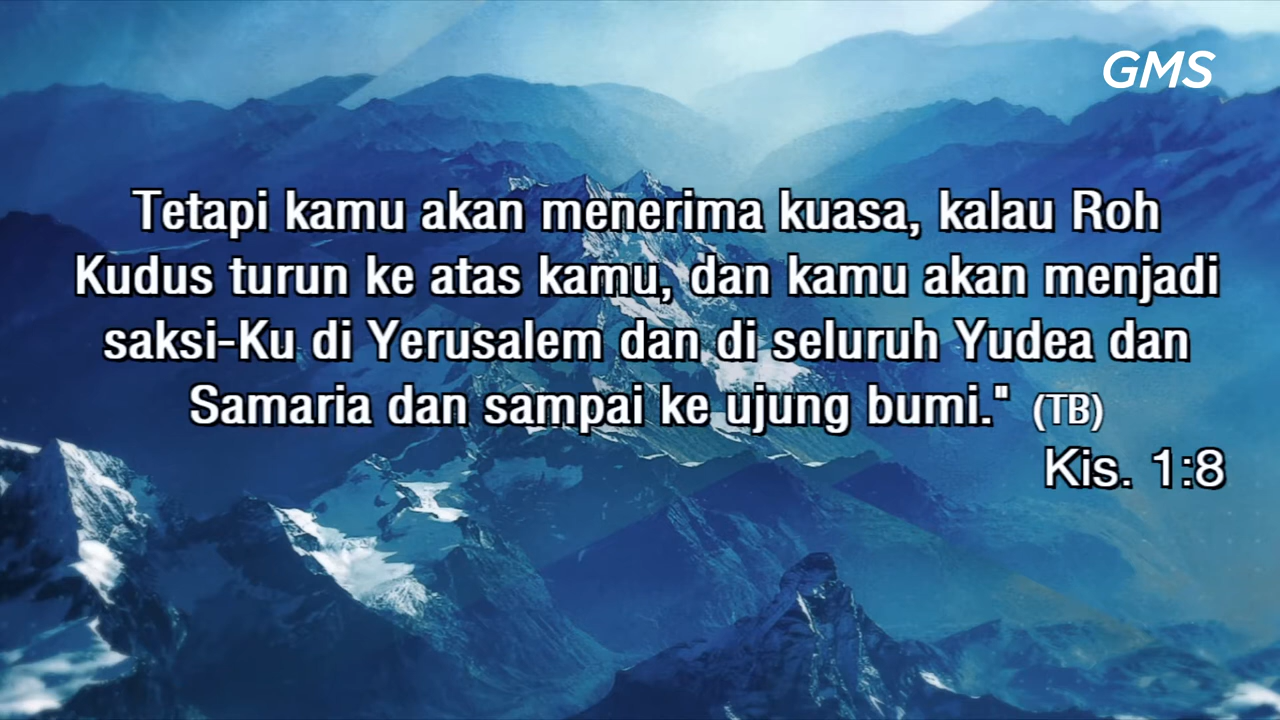 GMS
Tetapi kamu akan menerima kuasa, kalau Roh
Kudus turun ke atas kamu, dan kamu akan menjadi
saksi-Ku di Yerusalem dan di seluruh Yudea dan
Samaria dan sampai ke ujung bumi." (TB)
Kis. 1:8